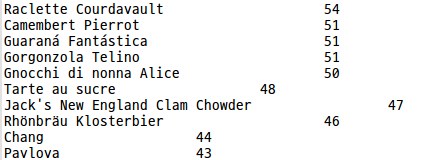 Raclette Courdavault 54
Camembert Pierrot 51
Guaraná Fantástica 51
Gorgonzola Telino 51
Gnocchi di nonna Alice 50
Tarte au sucre 48
Jack's New England Clam Chowder 47
Rhönbräu Klosterbier 46
Chang 44
Pavlova 43